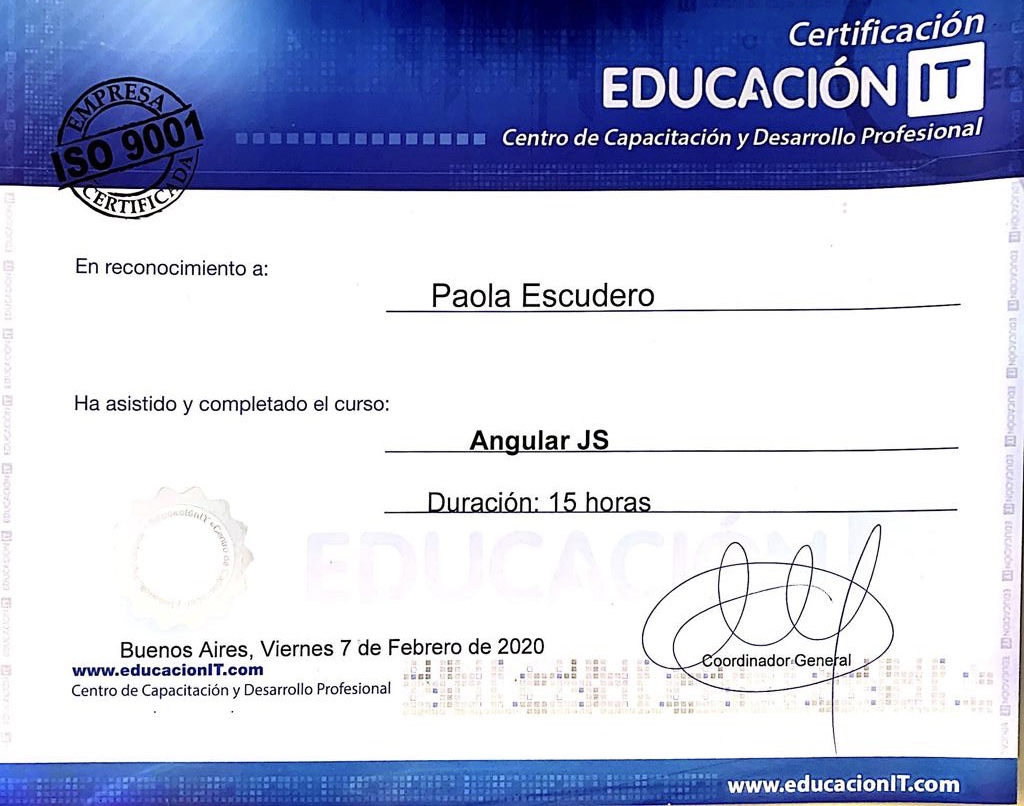 Certificación
EDUCACIÓN IT
Centro de Capacitación y Desarrollo Profesional
EMPRESA
ISO 9001
CERTIFICADA
En reconocimiento a:
Paola Escudero
Ha asistido y completado el curso:
Angular JS
Duración: 15 horas
EDUCACIÓN
Buenos Aires, Viernes 7 de Febrero de 2020
www.educacionIT.com
Centro de Capacitación y Desarrollo Profesional
Coordinador General
www.educacionIT.com